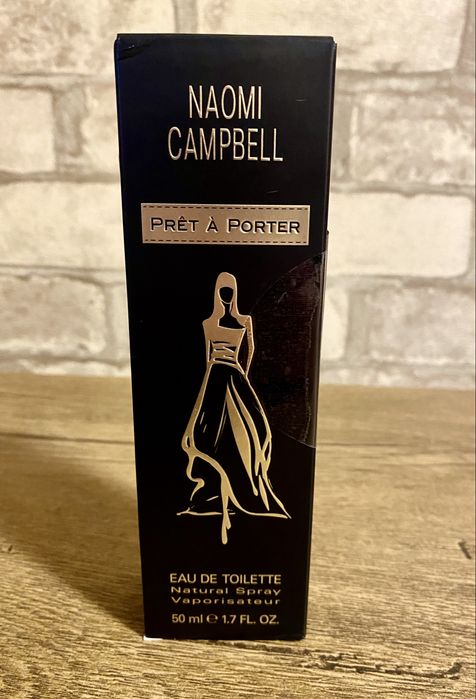 NAOMI
CAMPBELL
PRÊT À PORTER
EAU DE TOILETTE
Natural Spray
Vaporisateur
50 ml ℮ 1.7 FL. OZ.